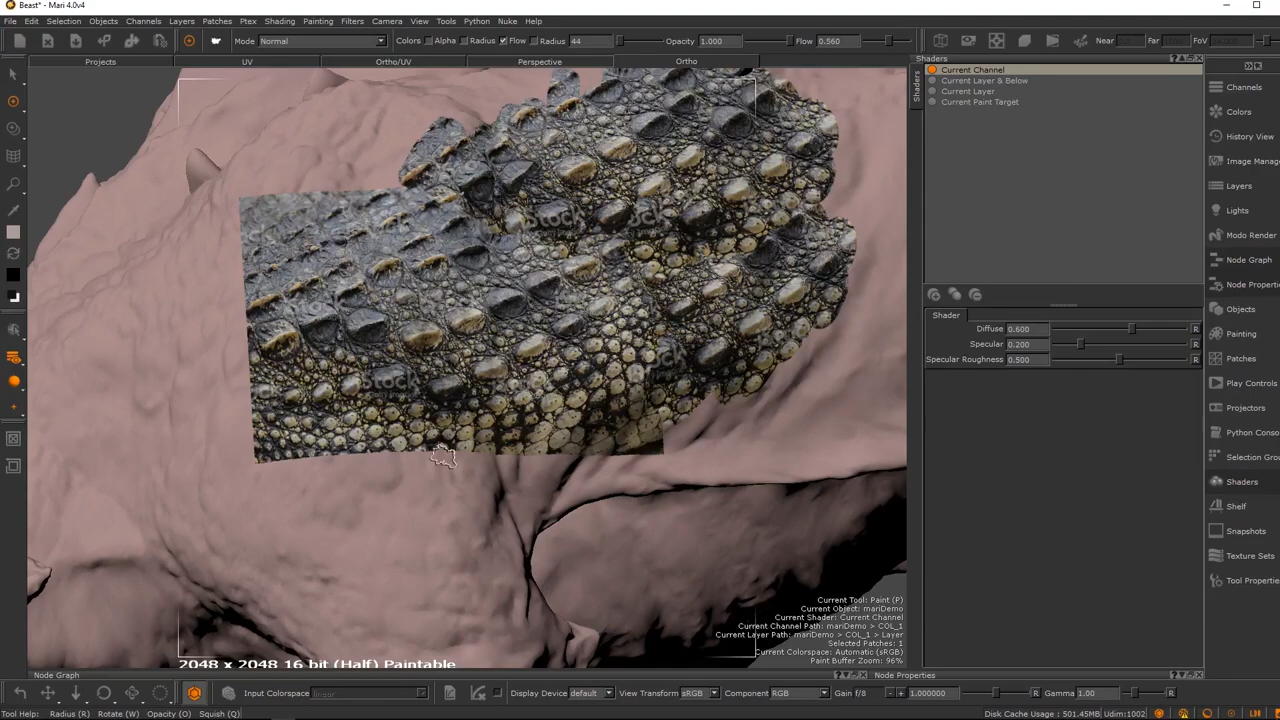 Beast* - Mari 4.0v4
File Edit Selection Objects Channels Layers Patches Ptex Shading Painting Filters Camera View Tools Python Nuke Help
Mode Normal Colors Alpha Radius Flow Radius 44 Opacity 1.000 Flow 0.560 Near Far FoV
Projects UV Ortho/UV Perspective Ortho
Shaders
Shaders
Current Channel
Current Layer & Below
Current Layer
Current Paint Target
Shader
Diffuse 0.600 R
Specular 0.200 R
Specular Roughness 0.500 R
Channels
Colors
History View
Image Manag
Layers
Lights
Modo Render
Node Graph
Node Properti
Objects
Painting
Patches
Play Controls
Projectors
Python Conso
Selection Gro
Shaders
Shelf
Snapshots
Texture Sets
Tool Properti
iStock
Current Tool: Paint (P)
Current Object: mariDemo
Current Shader: Current Channel
Current Channel Path: mariDemo > COL_1
Current Layer Path: mariDemo > COL_1 > Layer
Selected Patches: 1
Current Colorspace: Automatic (sRGB)
Paint Buffer Zoom: 96%
2048 x 2048 16 bit (Half) Paintable
Node Graph
Node Properties
Input Colorspace linear Display Device default View Transform sRGB Component RGB Gain f/8 1.000000 R Gamma 1.00 R
Tool Help: Radius (R) Rotate (W) Opacity (O) Squish (Q)
Disk Cache Usage : 501.45MB Udim:1002